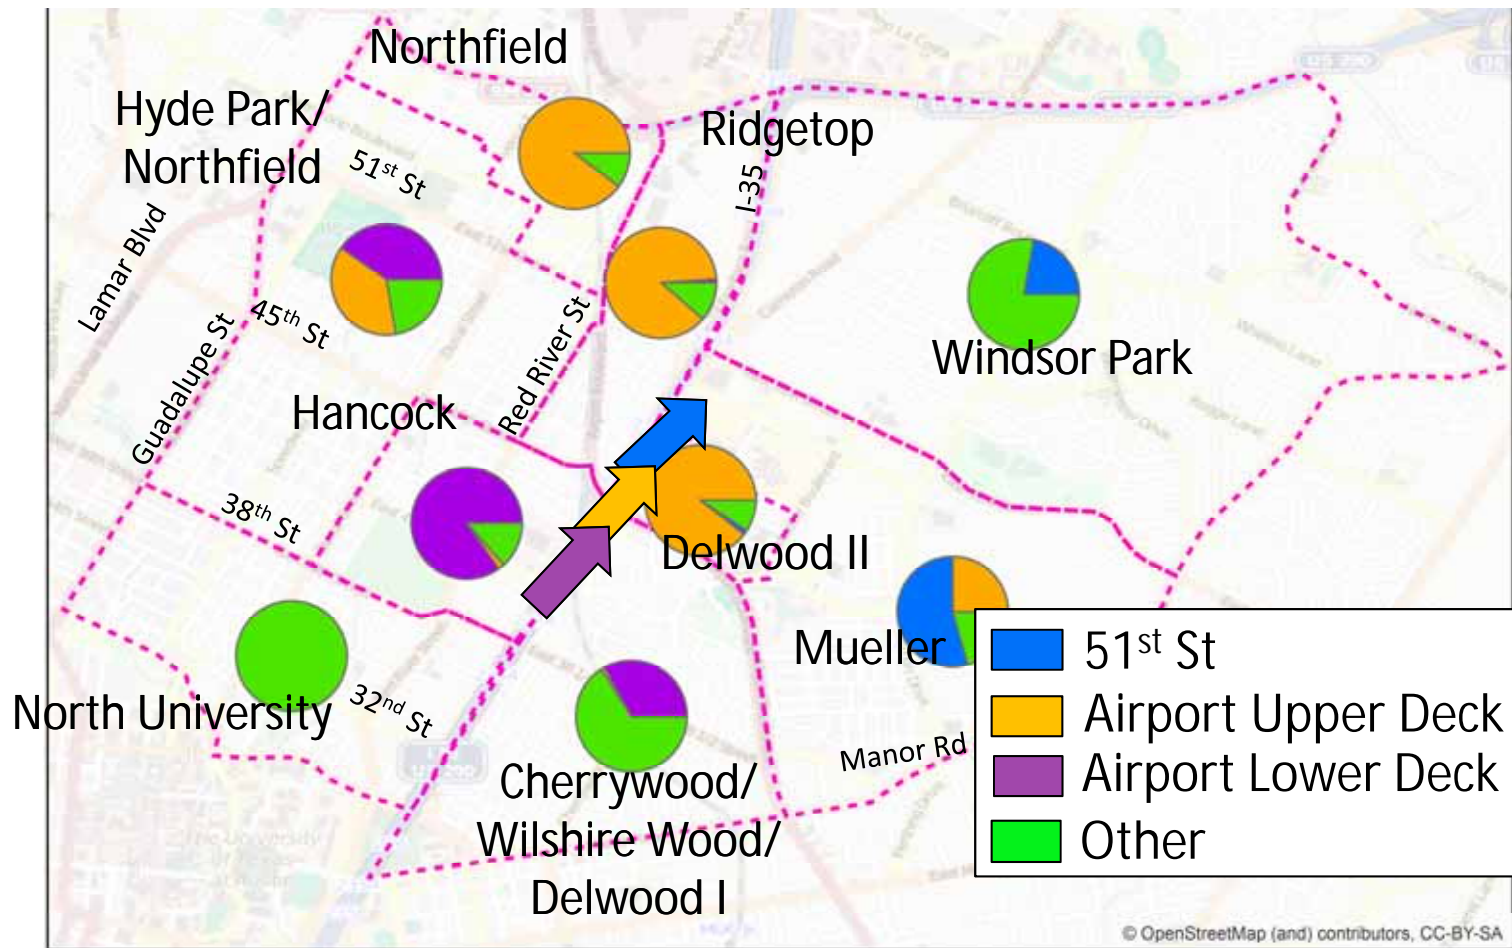 Northfield
Hyde Park/
Northfield
Ridgetop
51st St
I-35
Lamar Blvd
45th St
Guadalupe St
Red River St
Windsor Park
Hancock
38th St
Delwood II
Mueller
North University
32nd St
Manor Rd
Cherrywood/
Wilshire Wood/
Delwood I
51st St
Airport Upper Deck
Airport Lower Deck
Other
© OpenStreetMap (and) contributors, CC-BY-SA